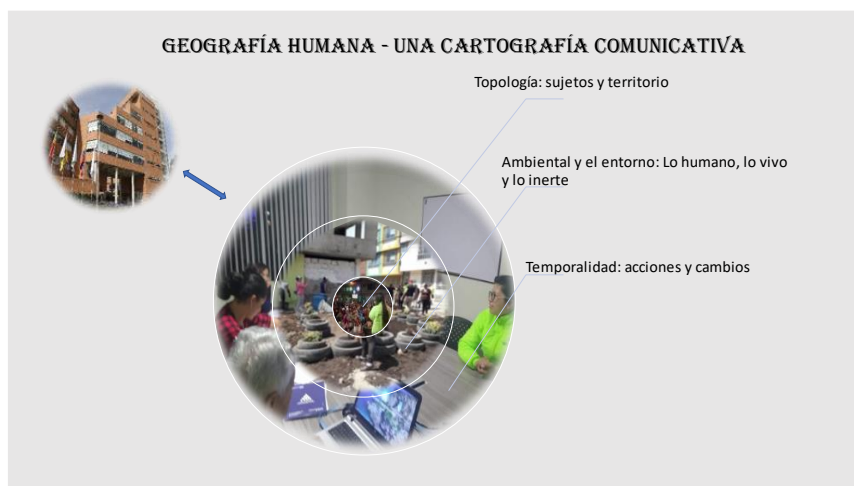 GEOGRAFÍA HUMANA - UNA CARTOGRAFÍA COMUNICATIVA
Topología: sujetos y territorio
Ambiental y el entorno: Lo humano, lo vivo
y lo inerte
Temporalidad: acciones y cambios